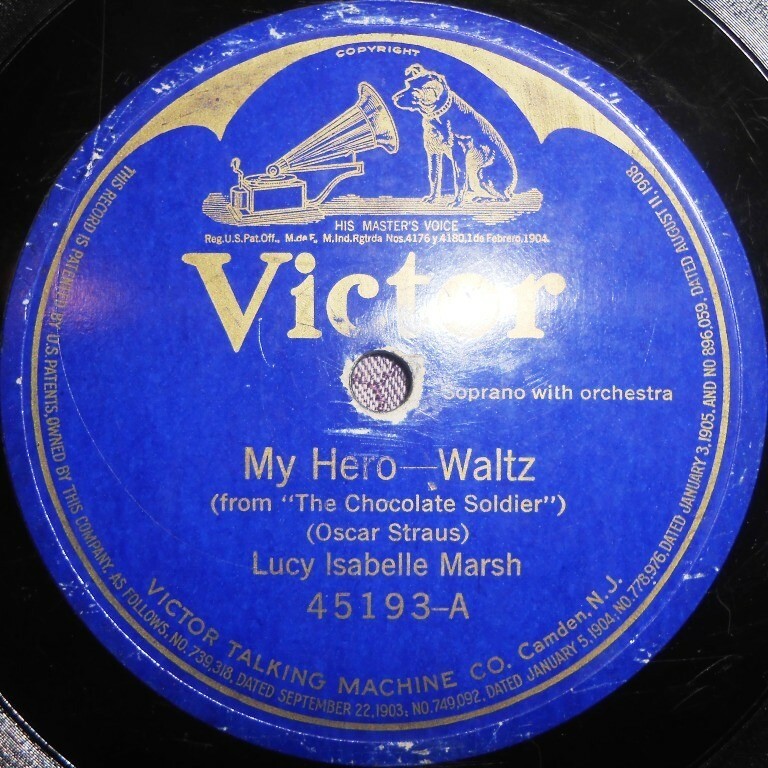 COPYRIGHT
HIS MASTER'S VOICE
Reg.U.S.Pat.Off., M.de F. M.Ind.Rgtrda Nos.4176 y 4180,1 de Febrero,1904.
Victor
Soprano with orchestra
My Hero—Waltz
(from "The Chocolate Soldier")
(Oscar Straus)
Lucy Isabelle Marsh
45193-A
VICTOR TALKING MACHINE CO. Camden, N.J.
THIS RECORD IS PATENTED BY U.S. PATENTS, OWNED BY THIS COMPANY, AS FOLLOWS, NO. 739,318, DATED SEPTEMBER 22, 1903; NO. 749,092, DATED JANUARY 5, 1904, NO. 778,976, DATED JANUARY 3, 1905, AND NO 896,059, DATED AUGUST 11, 1908.